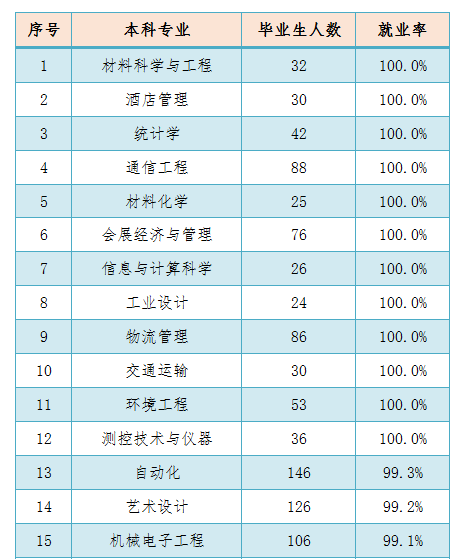 序号 本科专业 毕业生人数 就业率
1 材料科学与工程 32 100.0%
2 酒店管理 30 100.0%
3 统计学 42 100.0%
4 通信工程 88 100.0%
5 材料化学 25 100.0%
6 会展经济与管理 76 100.0%
7 信息与计算科学 26 100.0%
8 工业设计 24 100.0%
9 物流管理 86 100.0%
10 交通运输 30 100.0%
11 环境工程 53 100.0%
12 测控技术与仪器 36 100.0%
13 自动化 146 99.3%
14 艺术设计 126 99.2%
15 机械电子工程 106 99.1%